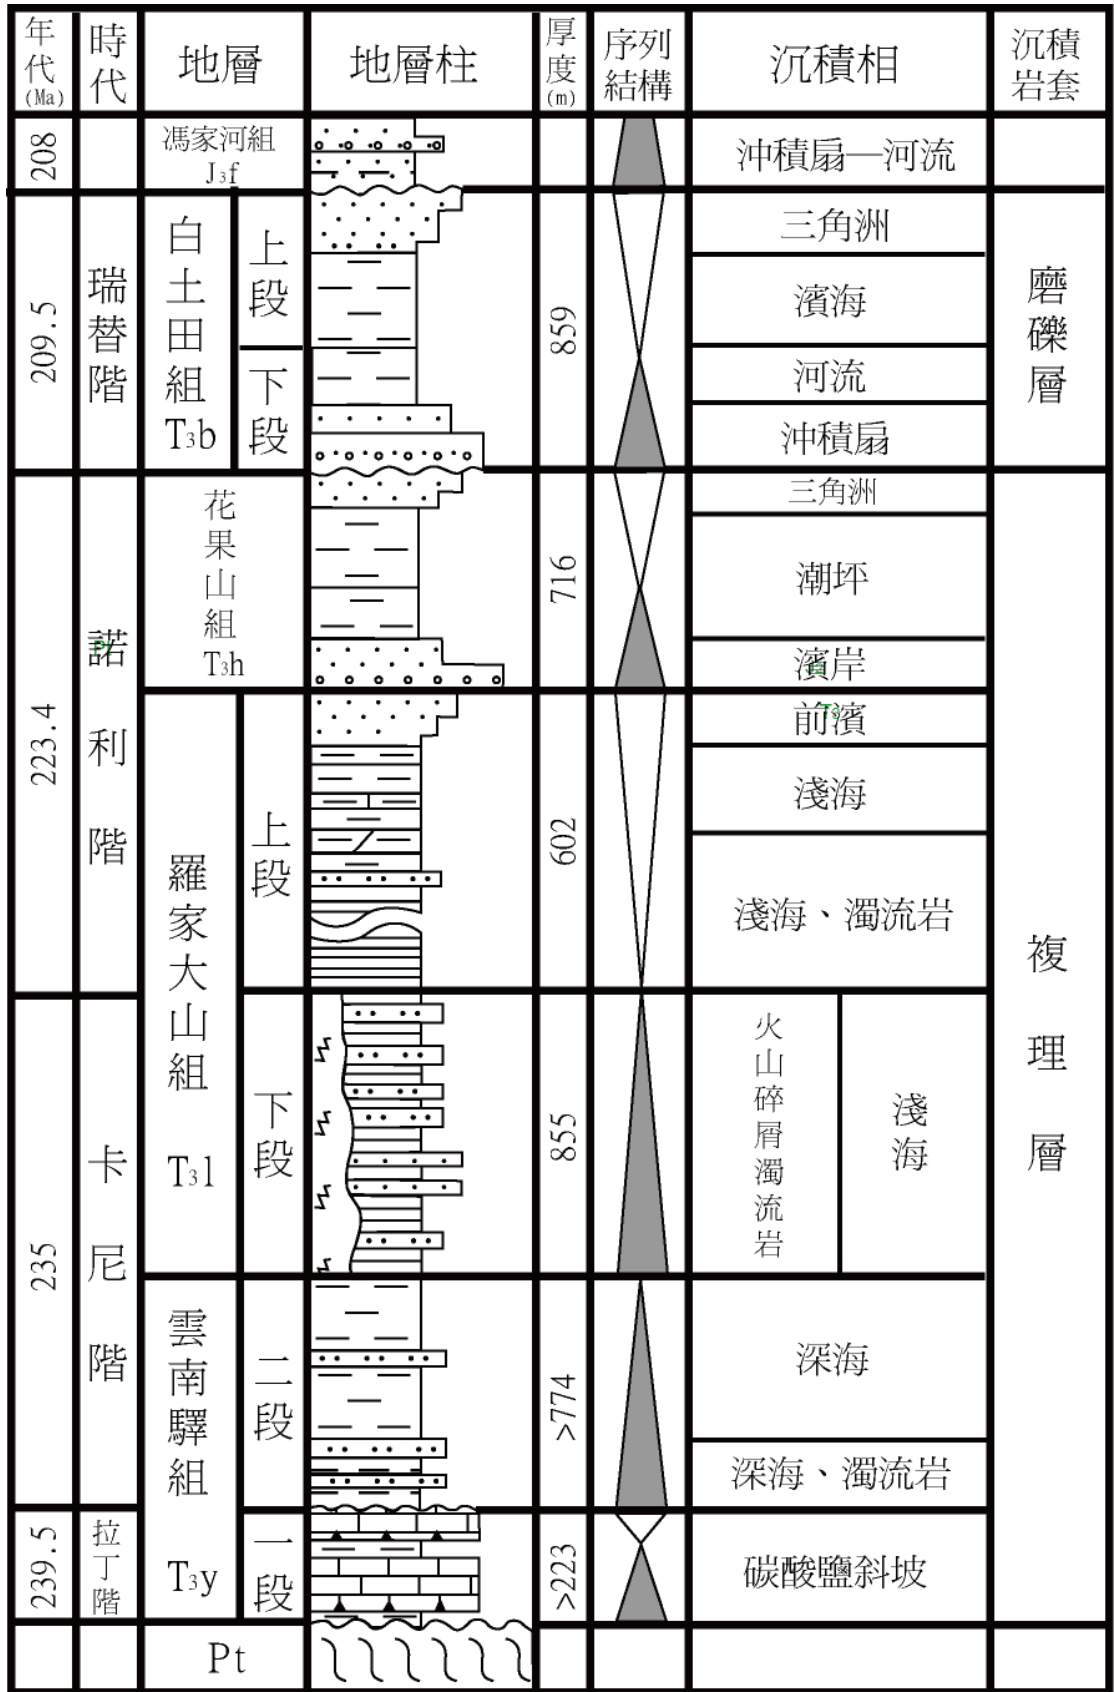 年代(Ma)
時代
地層
地層柱
厚度(m)
序列結構
沉積相
沉積岩套
208
馮家河組
J₃f
沖積扇—河流
209.5
瑞替階
白土田組
T₃b
上段
下段
859
三角洲
濱海
河流
沖積扇
磨礫層
223.4
諾利階
花果山組
T₃h
716
三角洲
潮坪
濱岸
羅家大山組
T₃l
上段
602
前濱
淺海
淺海、濁流岩
複理層
235
卡尼階
下段
855
火山碎屑濁流岩
淺海
雲南驛組
T₃y
二段
>774
深海
深海、濁流岩
239.5
拉丁階
一段
>223
碳酸鹽斜坡
Pt